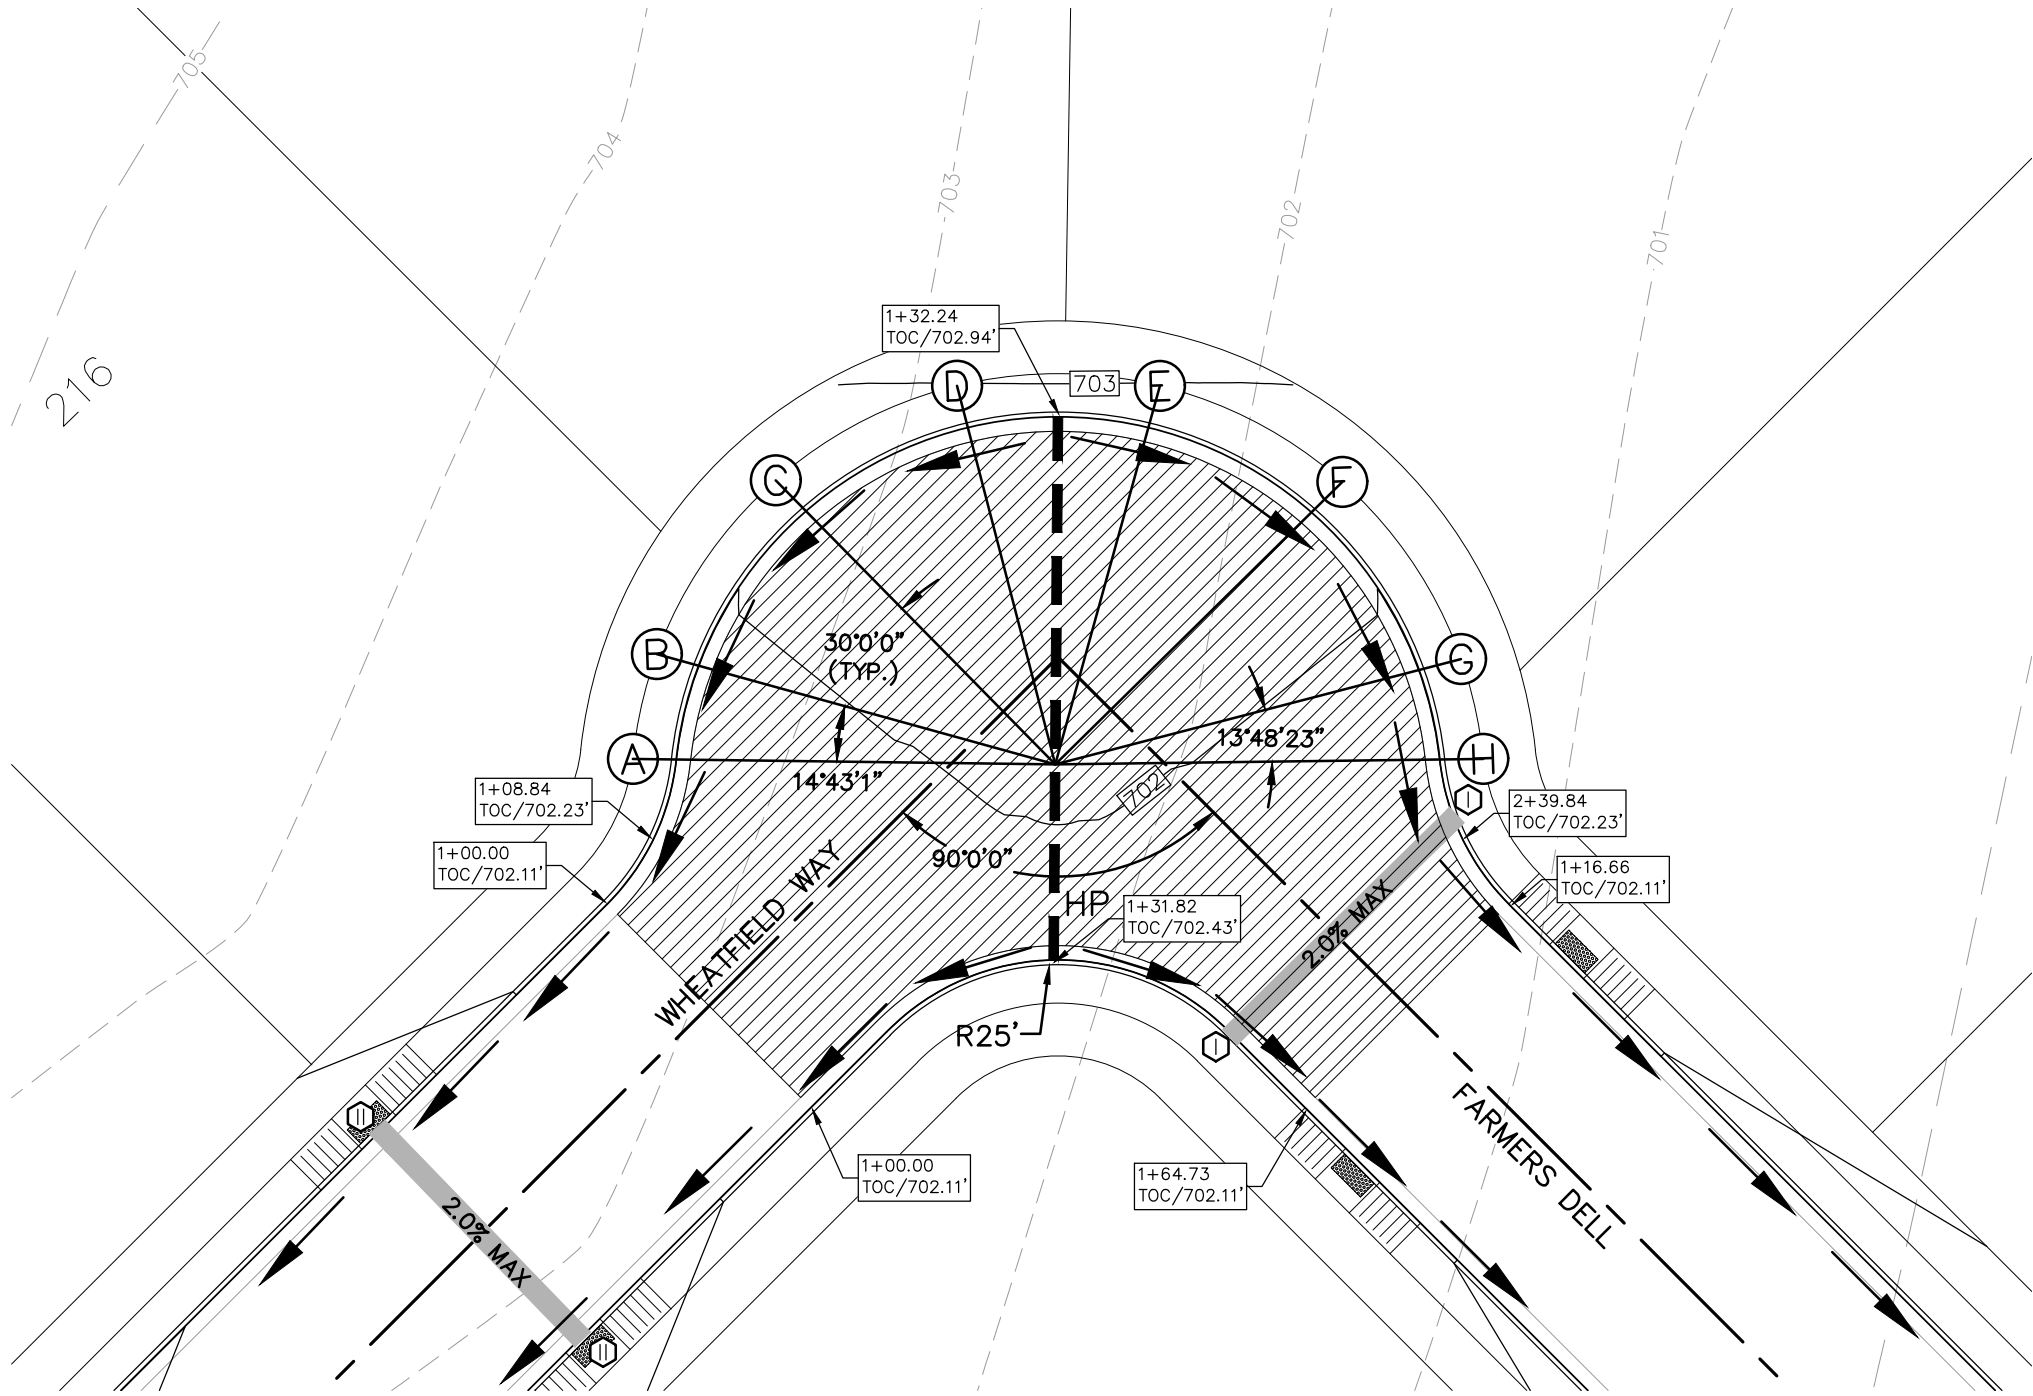 705
704
703
702
701
216
1+32.24
TOC/702.94'
D
703
E
C
F
B
30°0'0"
(TYP.)
G
A
14°43'1"
13°48'23"
H
1+08.84
TOC/702.23'
702
I
2+39.84
TOC/702.23'
1+00.00
TOC/702.11'
90°0'0"
1+16.66
TOC/702.11'
WHEATFIELD WAY
HP
1+31.82
TOC/702.43'
2.0% MAX
R25'
I
II
FARMERS DELL
1+00.00
TOC/702.11'
1+64.73
TOC/702.11'
2.0% MAX
II